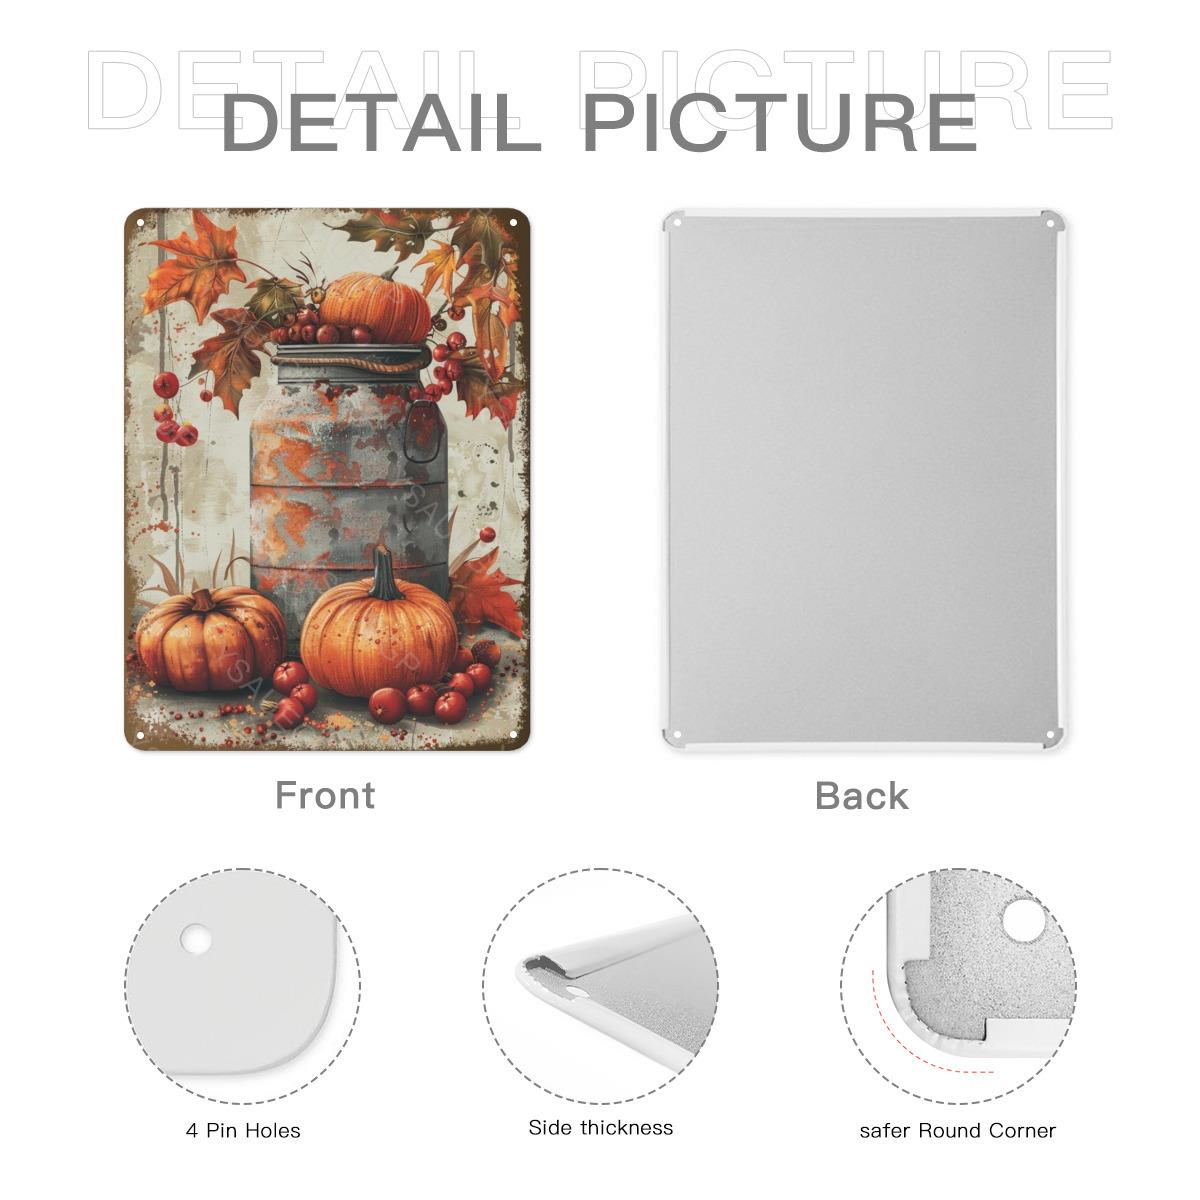 DETAIL PICTURE
DETAIL PICTURE
Front
Back
4 Pin Holes
Side thickness
safer Round Corner